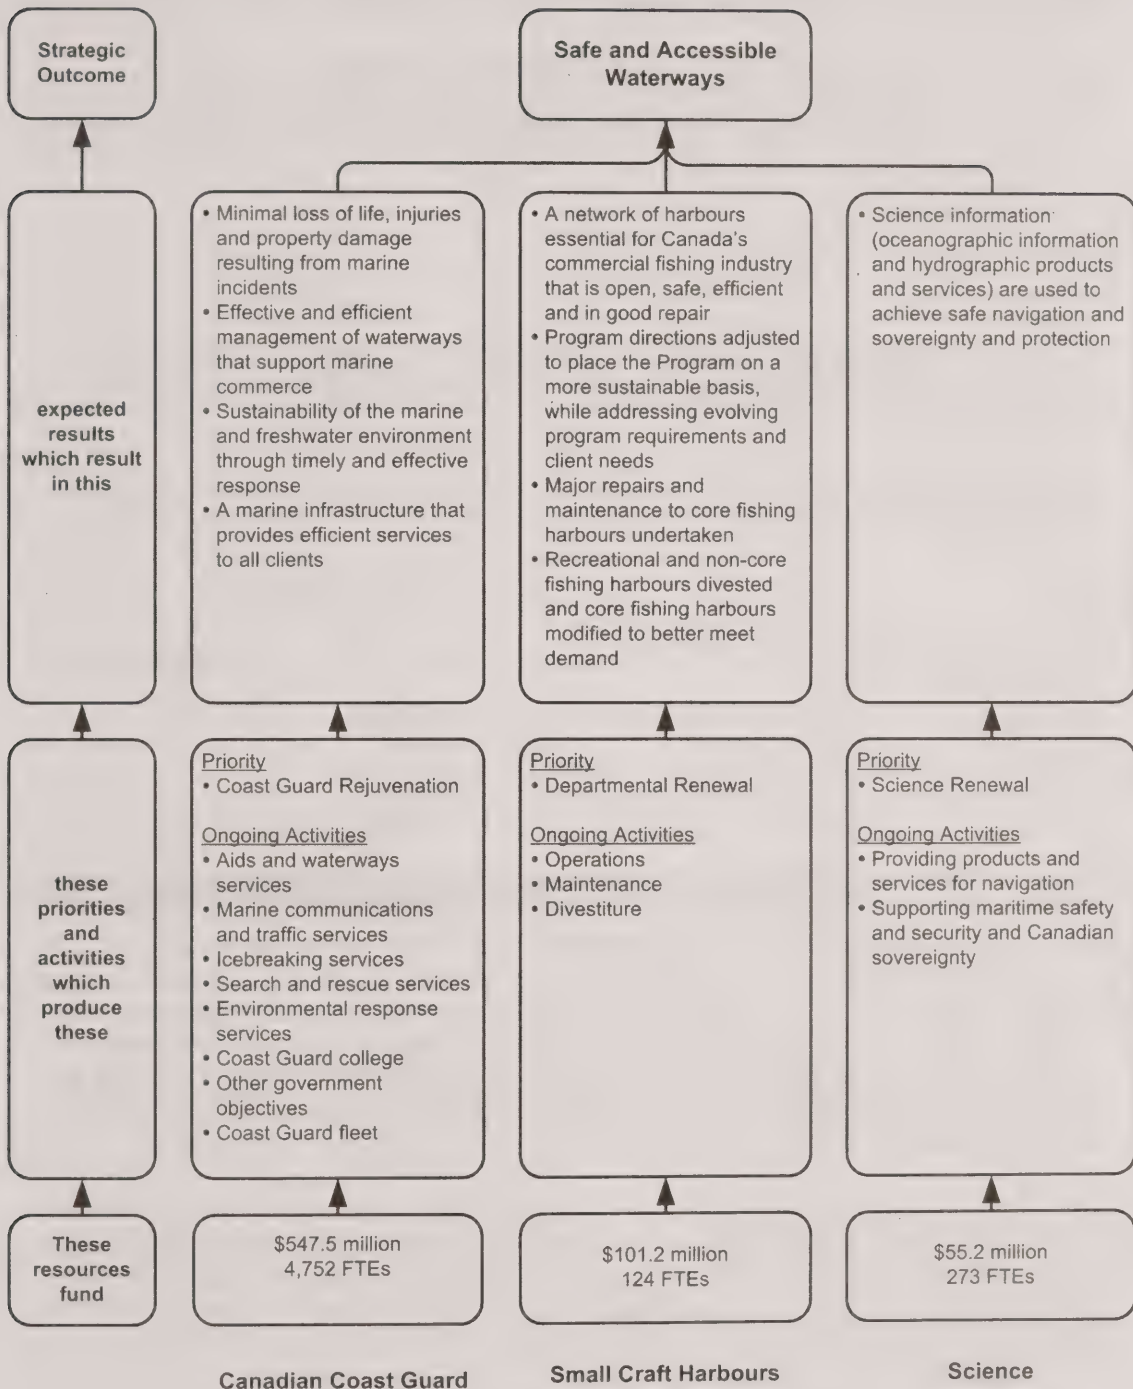 Strategic
Outcome
Safe and Accessible
Waterways
expected
results
which result
in this
• Minimal loss of life, injuries
and property damage
resulting from marine
incidents
• Effective and efficient
management of waterways
that support marine
commerce
• Sustainability of the marine
and freshwater environment
through timely and effective
response
• A marine infrastructure that
provides efficient services
to all clients
• A network of harbours
essential for Canada's
commercial fishing industry
that is open, safe, efficient
and in good repair
• Program directions adjusted
to place the Program on a
more sustainable basis,
while addressing evolving
program requirements and
client needs
• Major repairs and
maintenance to core fishing
harbours undertaken
• Recreational and non-core
fishing harbours divested
and core fishing harbours
modified to better meet
demand
• Science information
(oceanographic information
and hydrographic products
and services) are used to
achieve safe navigation and
sovereignty and protection
these
priorities
and
activities
which
produce
these
Priority
• Coast Guard Rejuvenation
Ongoing Activities
• Aids and waterways
services
• Marine communications
and traffic services
• Icebreaking services
• Search and rescue services
• Environmental response
services
• Coast Guard college
• Other government
objectives
• Coast Guard fleet
Priority
• Departmental Renewal
Ongoing Activities
• Operations
• Maintenance
• Divestiture
Priority
• Science Renewal
Ongoing Activities
• Providing products and
services for navigation
• Supporting maritime safety
and security and Canadian
sovereignty
These
resources
fund
$547.5 million
4,752 FTEs
$101.2 million
124 FTEs
$55.2 million
273 FTEs
Canadian Coast Guard
Small Craft Harbours
Science